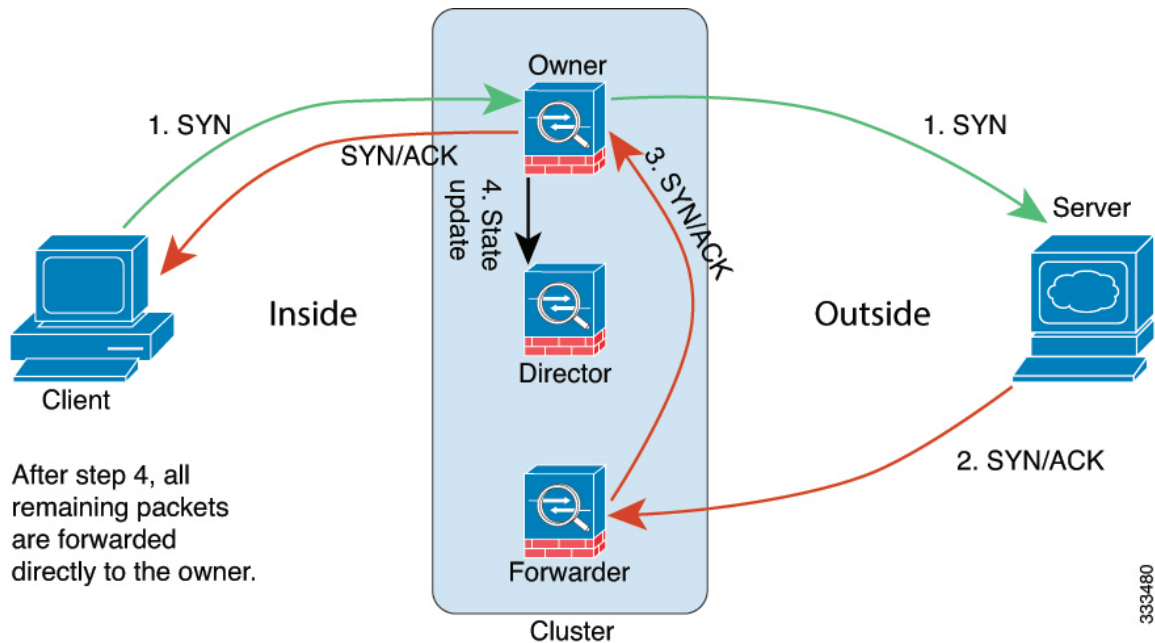 Owner
1. SYN
1. SYN
SYN/ACK
3. SYN/ACK
4. State
update
Server
Inside
Outside
Director
Client
2. SYN/ACK
After step 4, all
remaining packets
are forwarded
directly to the owner.
Forwarder
Cluster
333480